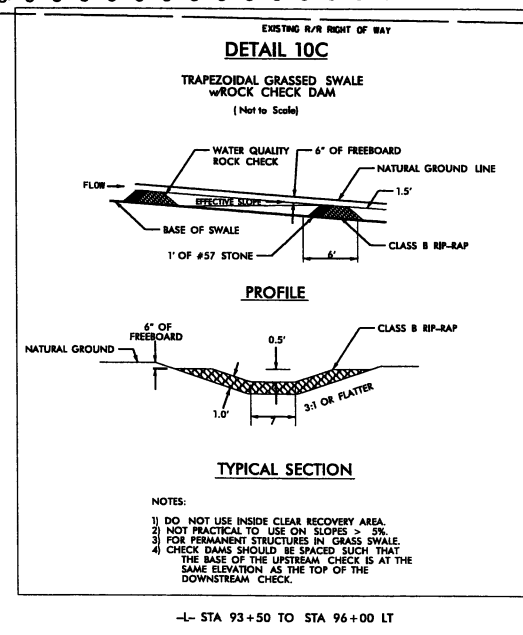 EXISTING R/R RIGHT OF WAY
DETAIL 10C
TRAPEZOIDAL GRASSED SWALE
w/ROCK CHECK DAM
( Not to Scale)
WATER QUALITY
ROCK CHECK
6" OF FREEBOARD
NATURAL GROUND LINE
FLOW
1.5'
EFFECTIVE SLOPE
BASE OF SWALE
CLASS B RIP-RAP
1' OF #57 STONE
6'
PROFILE
6" OF
FREEBOARD
0.5'
CLASS B RIP-RAP
NATURAL GROUND
3:1 OR FLATTER
1.0'
7
TYPICAL SECTION
NOTES:
1) DO NOT USE INSIDE CLEAR RECOVERY AREA.
2) NOT PRACTICAL TO USE ON SLOPES > 5%.
3) FOR PERMANENT STRUCTURES IN GRASS SWALE.
4) CHECK DAMS SHOULD BE SPACED SUCH THAT
THE BASE OF THE UPSTREAM CHECK IS AT THE
SAME ELEVATION AS THE TOP OF THE
DOWNSTREAM CHECK.
-L- STA 93+50 TO STA 96+00 LT